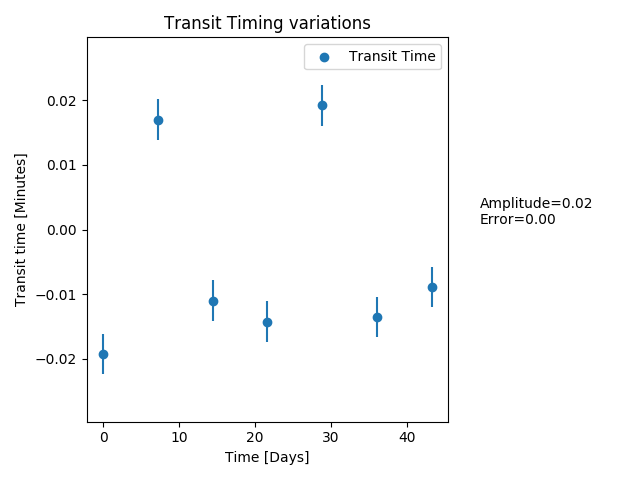 Transit Timing variations
Transit Time
0.02
0.01
0.00
−0.01
−0.02
Transit time [Minutes]
0 10 20 30 40
Time [Days]
Amplitude=0.02
Error=0.00